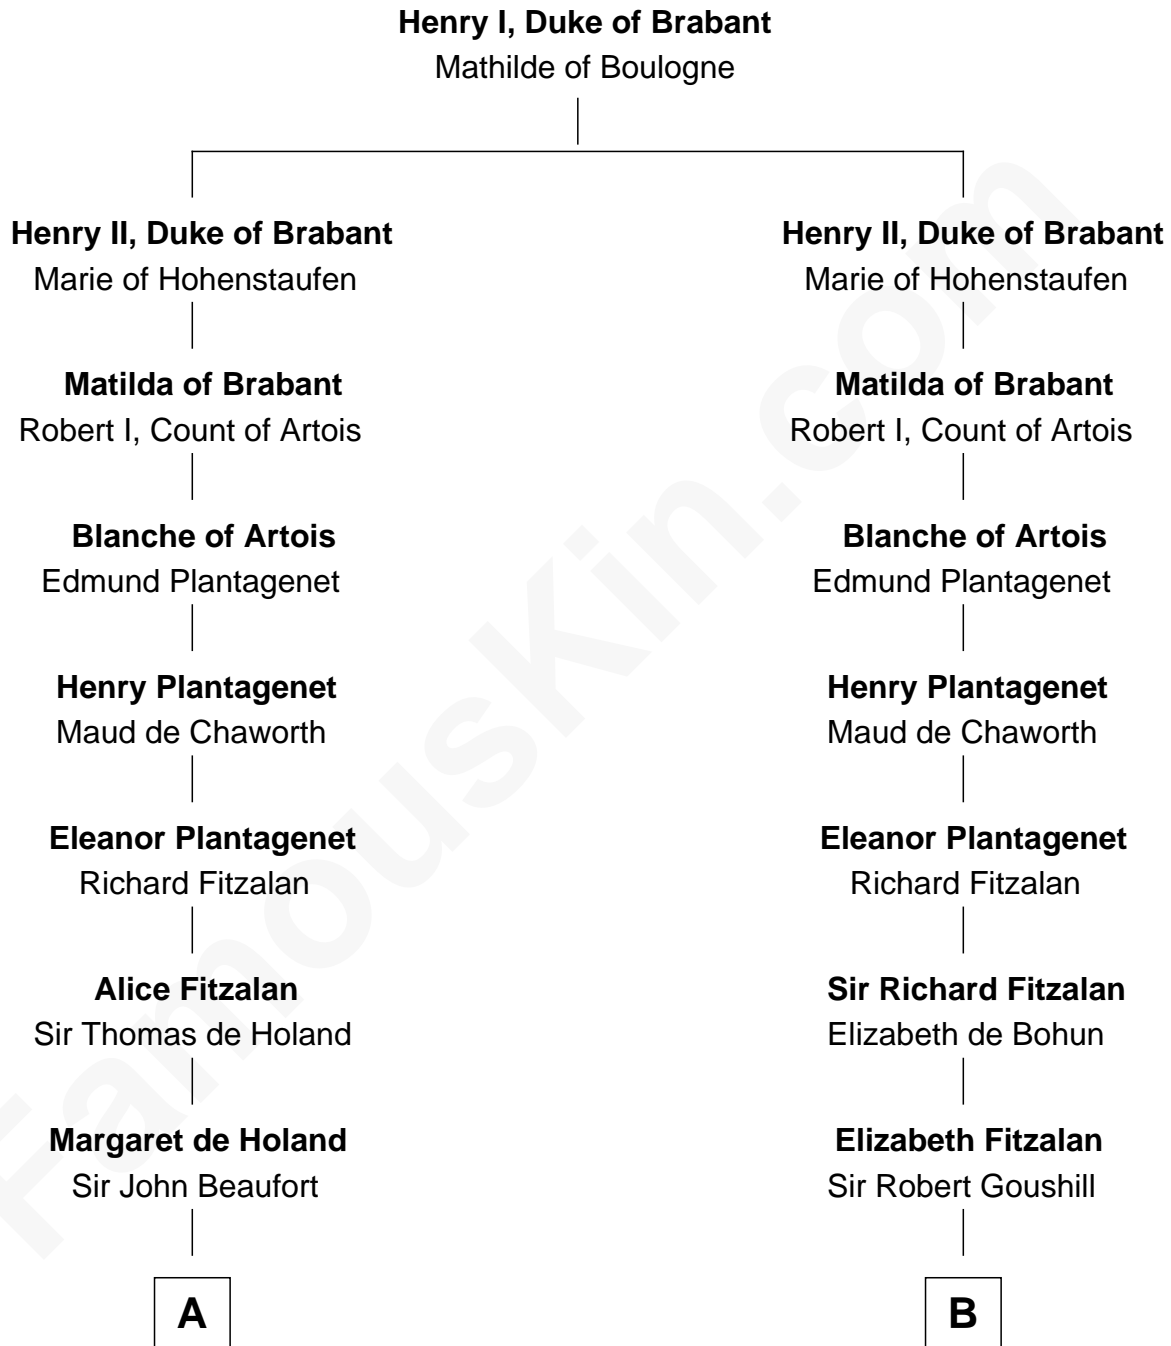 Henry I, Duke of Brabant
Mathilde of Boulogne
Henry II, Duke of Brabant
Marie of Hohenstaufen
Matilda of Brabant
Robert I, Count of Artois
Blanche of Artois
Edmund Plantagenet
Henry Plantagenet
Maud de Chaworth
Eleanor Plantagenet
Richard Fitzalan
Alice Fitzalan
Sir Thomas de Holand
Margaret de Holand
Sir John Beaufort
A
Henry II, Duke of Brabant
Marie of Hohenstaufen
Matilda of Brabant
Robert I, Count of Artois
Blanche of Artois
Edmund Plantagenet
Henry Plantagenet
Maud de Chaworth
Eleanor Plantagenet
Richard Fitzalan
Sir Richard Fitzalan
Elizabeth de Bohun
Elizabeth Fitzalan
Sir Robert Goushill
B
FamousKin.com